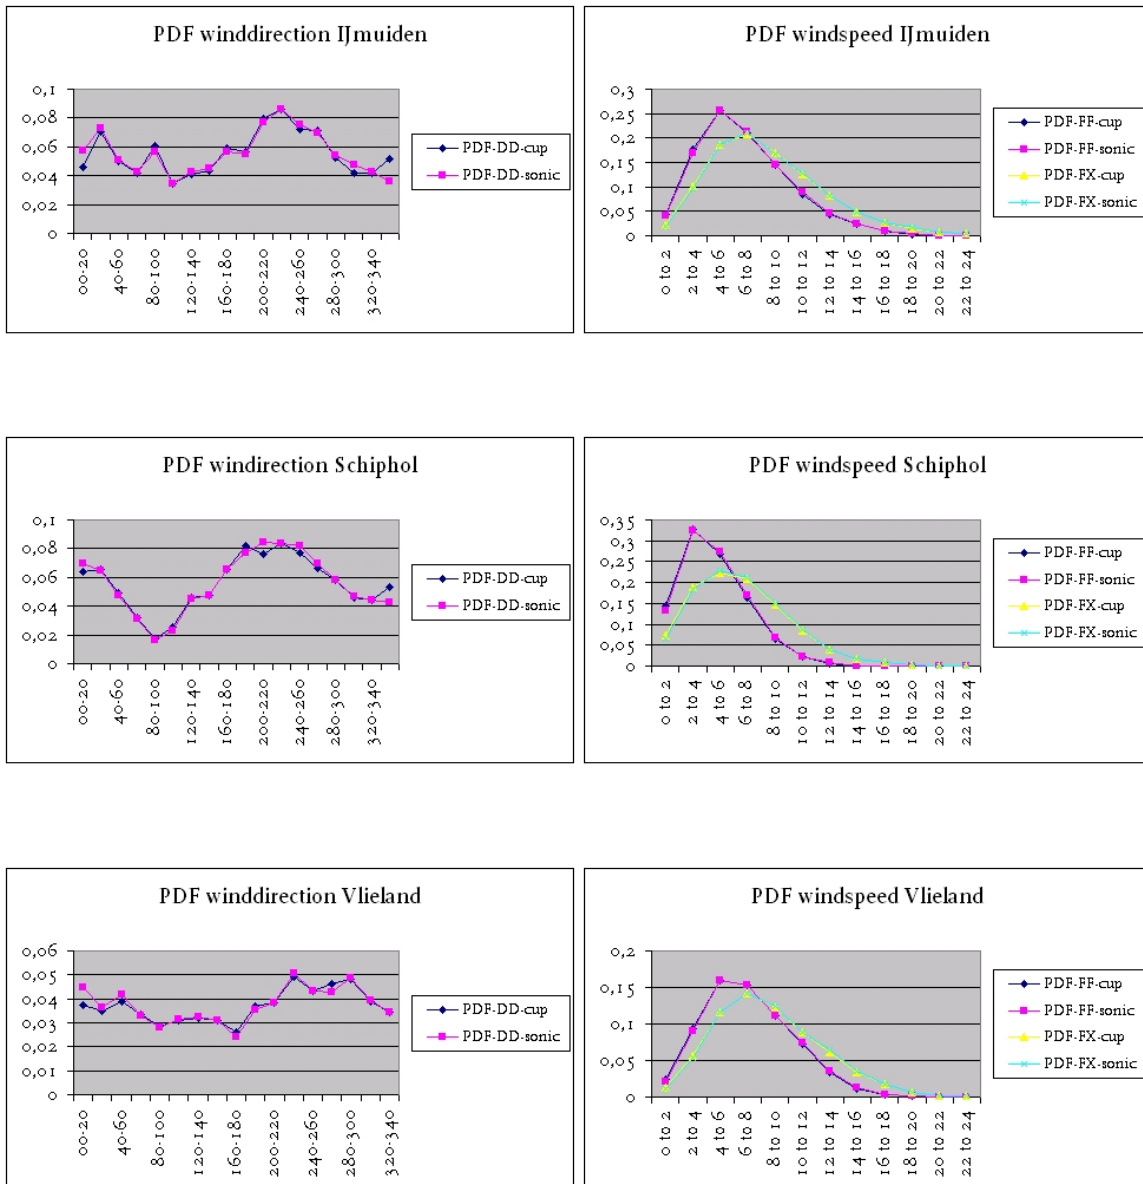 PDF winddirection IJmuiden
0,1
0,08
0,06
0,04
0,02
0
00-20
40-60
80-100
120-140
160-180
200-220
240-260
280-300
320-340
PDF-DD-cup
PDF-DD-sonic
PDF windspeed IJmuiden
0,3
0,25
0,2
0,15
0,1
0,05
0
0 to 2
2 to 4
4 to 6
6 to 8
8 to 10
10 to 12
12 to 14
14 to 16
16 to 18
18 to 20
20 to 22
22 to 24
PDF-FF-cup
PDF-FF-sonic
PDF-FX-cup
PDF-FX-sonic
PDF windirection Schiphol
0,1
0,08
0,06
0,04
0,02
0
00-20
40-60
80-100
120-140
160-180
200-220
240-260
280-300
320-340
PDF-DD-cup
PDF-DD-sonic
PDF windspeed Schiphol
0,35
0,3
0,25
0,2
0,15
0,1
0,05
0
0 to 2
2 to 4
4 to 6
6 to 8
8 to 10
10 to 12
12 to 14
14 to 16
16 to 18
18 to 20
20 to 22
22 to 24
PDF-FF-cup
PDF-FF-sonic
PDF-FX-cup
PDF-FX-sonic
PDF winddirection Vlieland
0,06
0,05
0,04
0,03
0,02
0,01
0
00-20
40-60
80-100
120-140
160-180
200-220
240-260
280-300
320-340
PDF-DD-cup
PDF-DD-sonic
PDF windspeed Vlieland
0,2
0,15
0,1
0,05
0
0 to 2
2 to 4
4 to 6
6 to 8
8 to 10
10 to 12
12 to 14
14 to 16
16 to 18
18 to 20
20 to 22
22 to 24
PDF-FF-cup
PDF-FF-sonic
PDF-FX-cup
PDF-FX-sonic